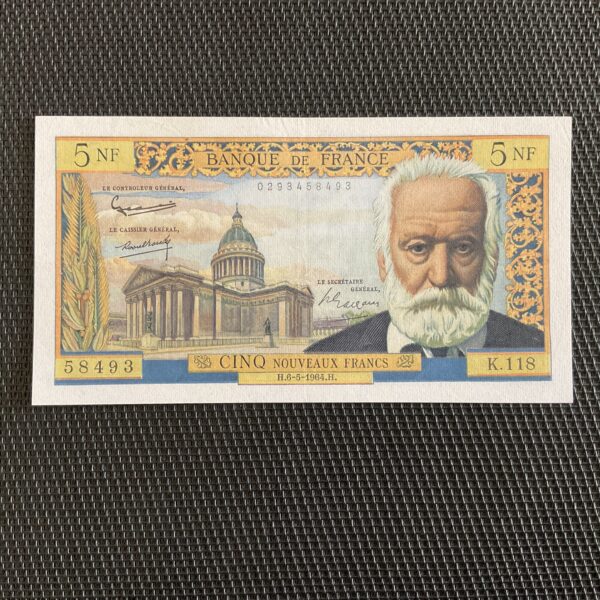 5 NF BANQUE DE FRANCE 5 NF
0293458493
LE CONTROLEUR GÉNÉRAL,
LE CAISSIER GÉNÉRAL,
LE SECRÉTAIRE
GÉNÉRAL,
CINQ NOUVEAUX FRANCS
58493 K.118
H.6-5-1964.H.